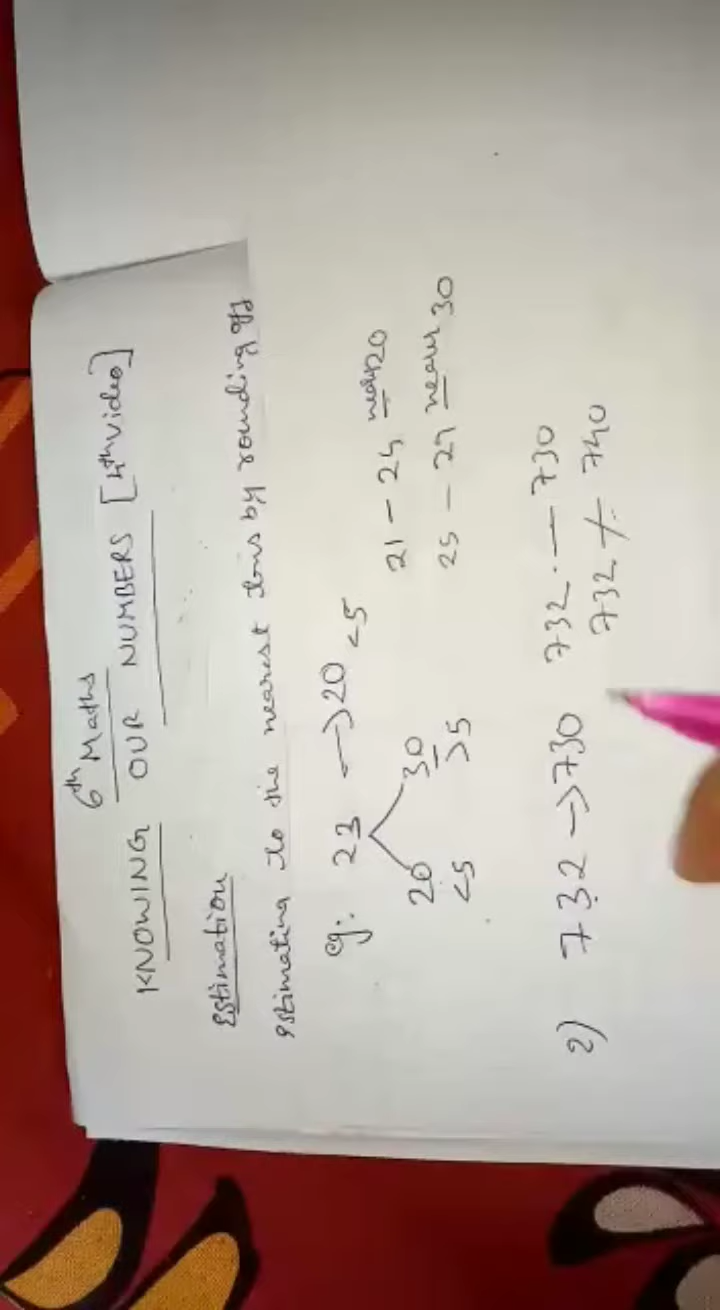 6th Maths
KNOWING OUR NUMBERS [4th Video]
Estimation
Estimating to the nearest tens by rounding off
eg: 23 → 20 <5
20 30
<5 >5
21 - 24 near 20
25 - 29 near 30
2) 732 → 730 732 - 730
732 - 740